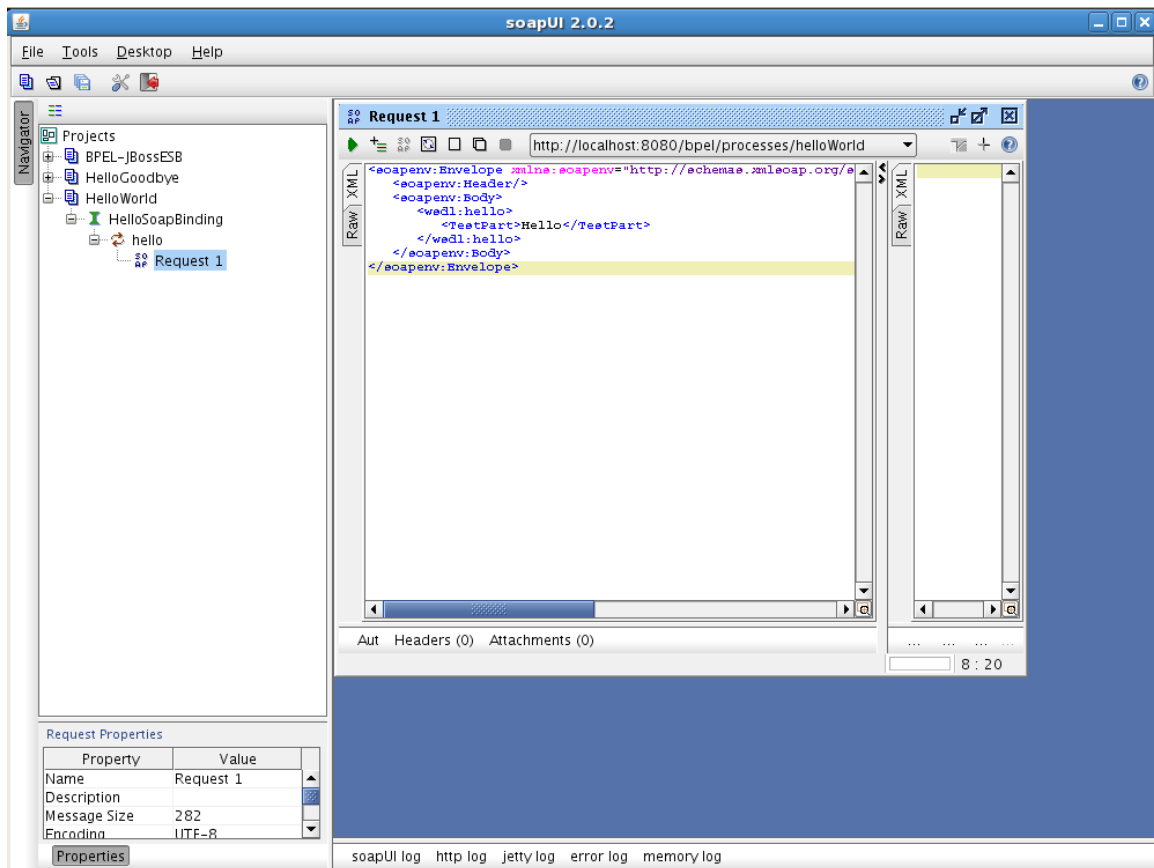 soapUI 2.0.2
File Tools Desktop Help
Navigator
Projects
BPEL-JBossESB
HelloGoodbye
HelloWorld
HelloSoapBinding
hello
SO AP Request 1
SO AP Request 1
http://localhost:8080/bpel/processes/helloWorld
XML
Raw
<soapenv:Envelope xmlns:soapenv="http://schemas.xmlsoap.org/s
<soapenv:Header/>
<soapenv:Body>
<wsdl:hello>
<TestPart>Hello</TestPart>
</wsdl:hello>
</soapenv:Body>
</soapenv:Envelope>
XML
Raw
Aut Headers (0) Attachments (0)
... ... ... ...
8 : 20
Request Properties
Property Value
Name Request 1
Description
Message Size 282
Encoding UTF-8
Properties
soapUI log http log jetty log error log memory log